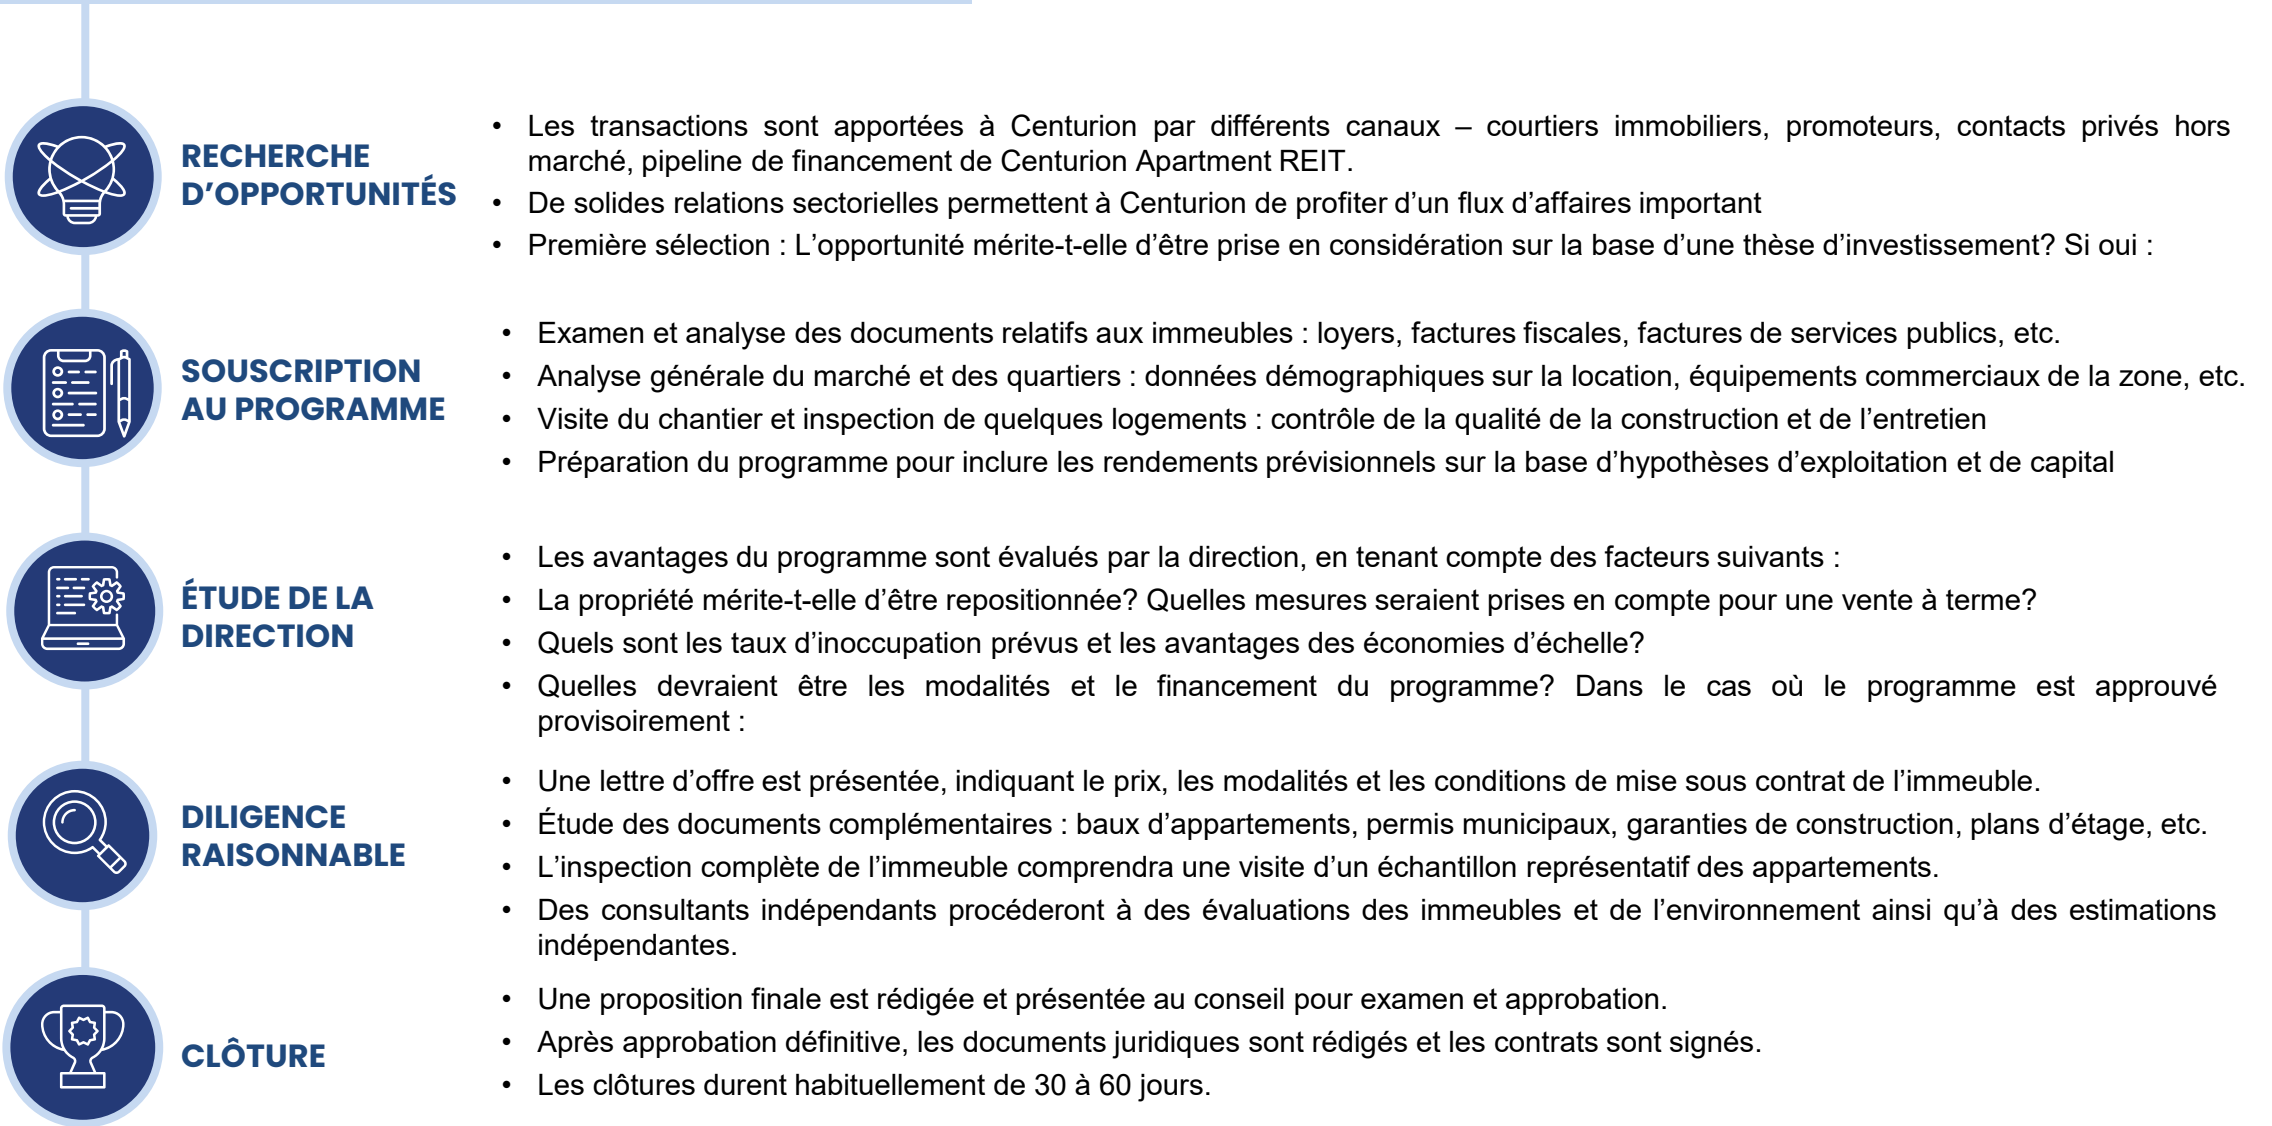 RECHERCHE
D’OPPORTUNITÉS
• Les transactions sont apportées à Centurion par différents canaux – courtiers immobiliers, promoteurs, contacts privés hors
marché, pipeline de financement de Centurion Apartment REIT.
• De solides relations sectorielles permettent à Centurion de profiter d’un flux d’affaires important
• Première sélection : L’opportunité mérite-t-elle d’être prise en considération sur la base d’une thèse d’investissement? Si oui :
SOUSCRIPTION
AU PROGRAMME
• Examen et analyse des documents relatifs aux immeubles : loyers, factures fiscales, factures de services publics, etc.
• Analyse générale du marché et des quartiers : données démographiques sur la location, équipements commerciaux de la zone, etc.
• Visite du chantier et inspection de quelques logements : contrôle de la qualité de la construction et de l’entretien
• Préparation du programme pour inclure les rendements prévisionnels sur la base d’hypothèses d’exploitation et de capital
ÉTUDE DE LA
DIRECTION
• Les avantages du programme sont évalués par la direction, en tenant compte des facteurs suivants :
• La propriété mérite-t-elle d’être repositionnée? Quelles mesures seraient prises en compte pour une vente à terme?
• Quels sont les taux d’inoccupation prévus et les avantages des économies d’échelle?
• Quelles devraient être les modalités et le financement du programme? Dans le cas où le programme est approuvé
provisoirement :
DILIGENCE
RAISONNABLE
• Une lettre d’offre est présentée, indiquant le prix, les modalités et les conditions de mise sous contrat de l’immeuble.
• Étude des documents complémentaires : baux d’appartements, permis municipaux, garanties de construction, plans d’étage, etc.
• L’inspection complète de l’immeuble comprendra une visite d’un échantillon représentatif des appartements.
• Des consultants indépendants procéderont à des évaluations des immeubles et de l’environnement ainsi qu’à des estimations
indépendantes.
CLÔTURE
• Une proposition finale est rédigée et présentée au conseil pour examen et approbation.
• Après approbation définitive, les documents juridiques sont rédigés et les contrats sont signés.
• Les clôtures durent habituellement de 30 à 60 jours.